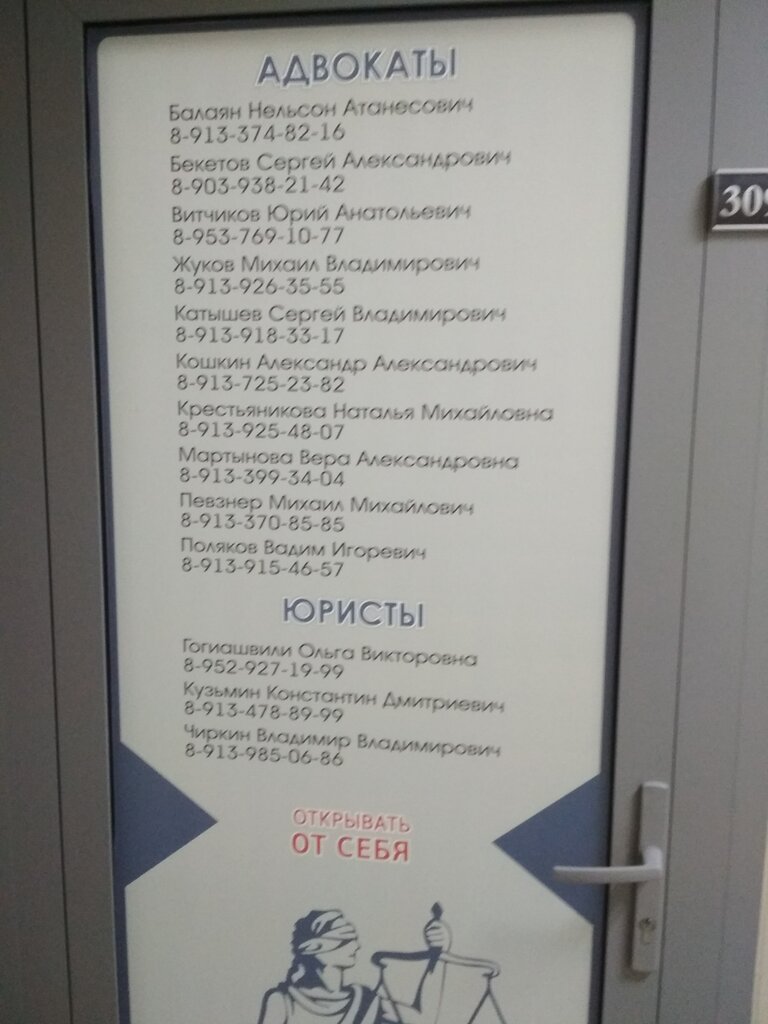 АДВОКАТЫ
Балаян Нельсон Атанесович
8-913-374-82-16
Бекетов Сергей Александрович
8-903-938-21-42
Витчиков Юрий Анатольевич
8-953-769-10-77
Жуков Михаил Владимирович
8-913-926-35-55
Катышев Сергей Владимирович
8-913-918-33-17
Кошкин Александр Александрович
8-913-725-23-82
Крестьяникова Наталья Михайловна
8-913-925-48-07
Мартынова Вера Александровна
8-913-399-34-04
Певзнер Михаил Михайлович
8-913-370-85-85
Поляков Вадим Игоревич
8-913-915-46-57
ЮРИСТЫ
Гогиашвили Ольга Викторовна
8-952-927-19-99
Кузьмин Константин Дмитриевич
8-913-478-89-99
Чиркин Владимир Владимирович
8-913-985-06-86
ОТКРЫВАТЬ
ОТ СЕБЯ
309